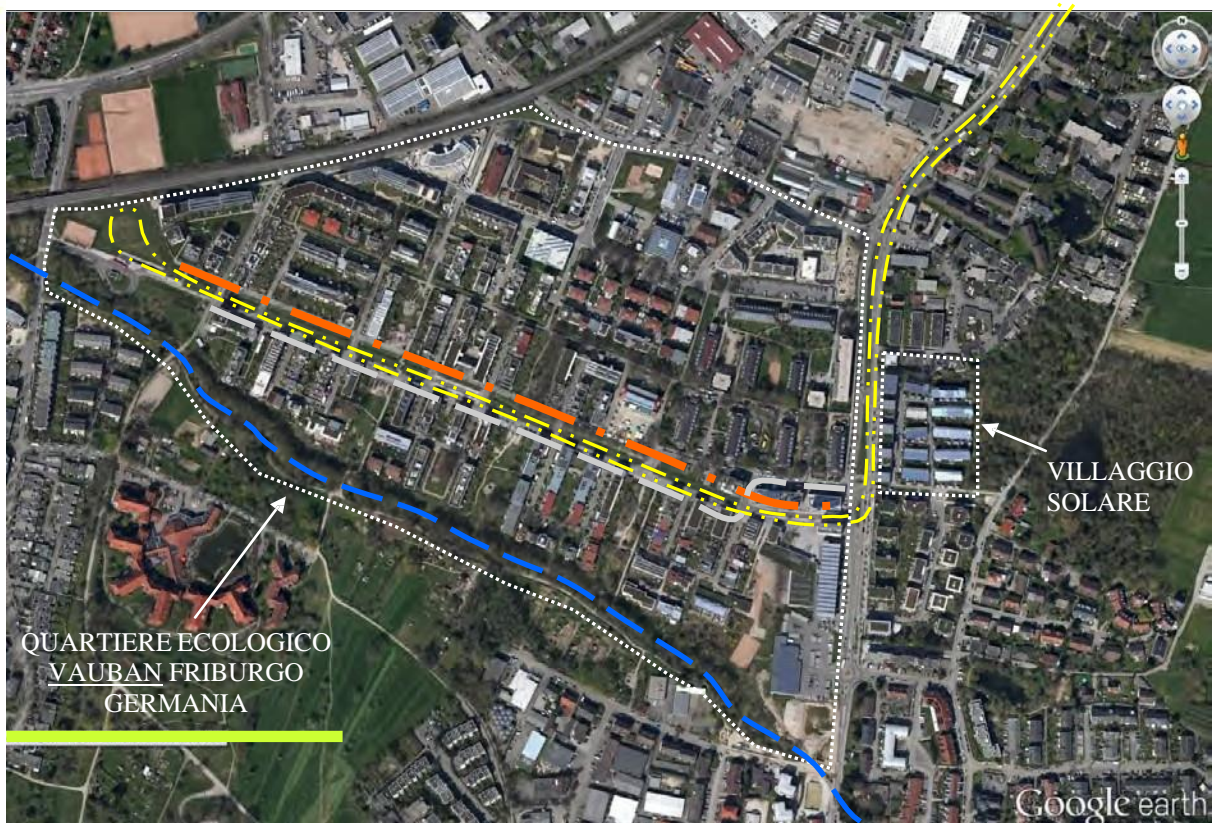 VILLAGGIO
SOLARE
QUARTIERE ECOLOGICO
VAUBAN FRIBURGO
GERMANIA
Google earth
N